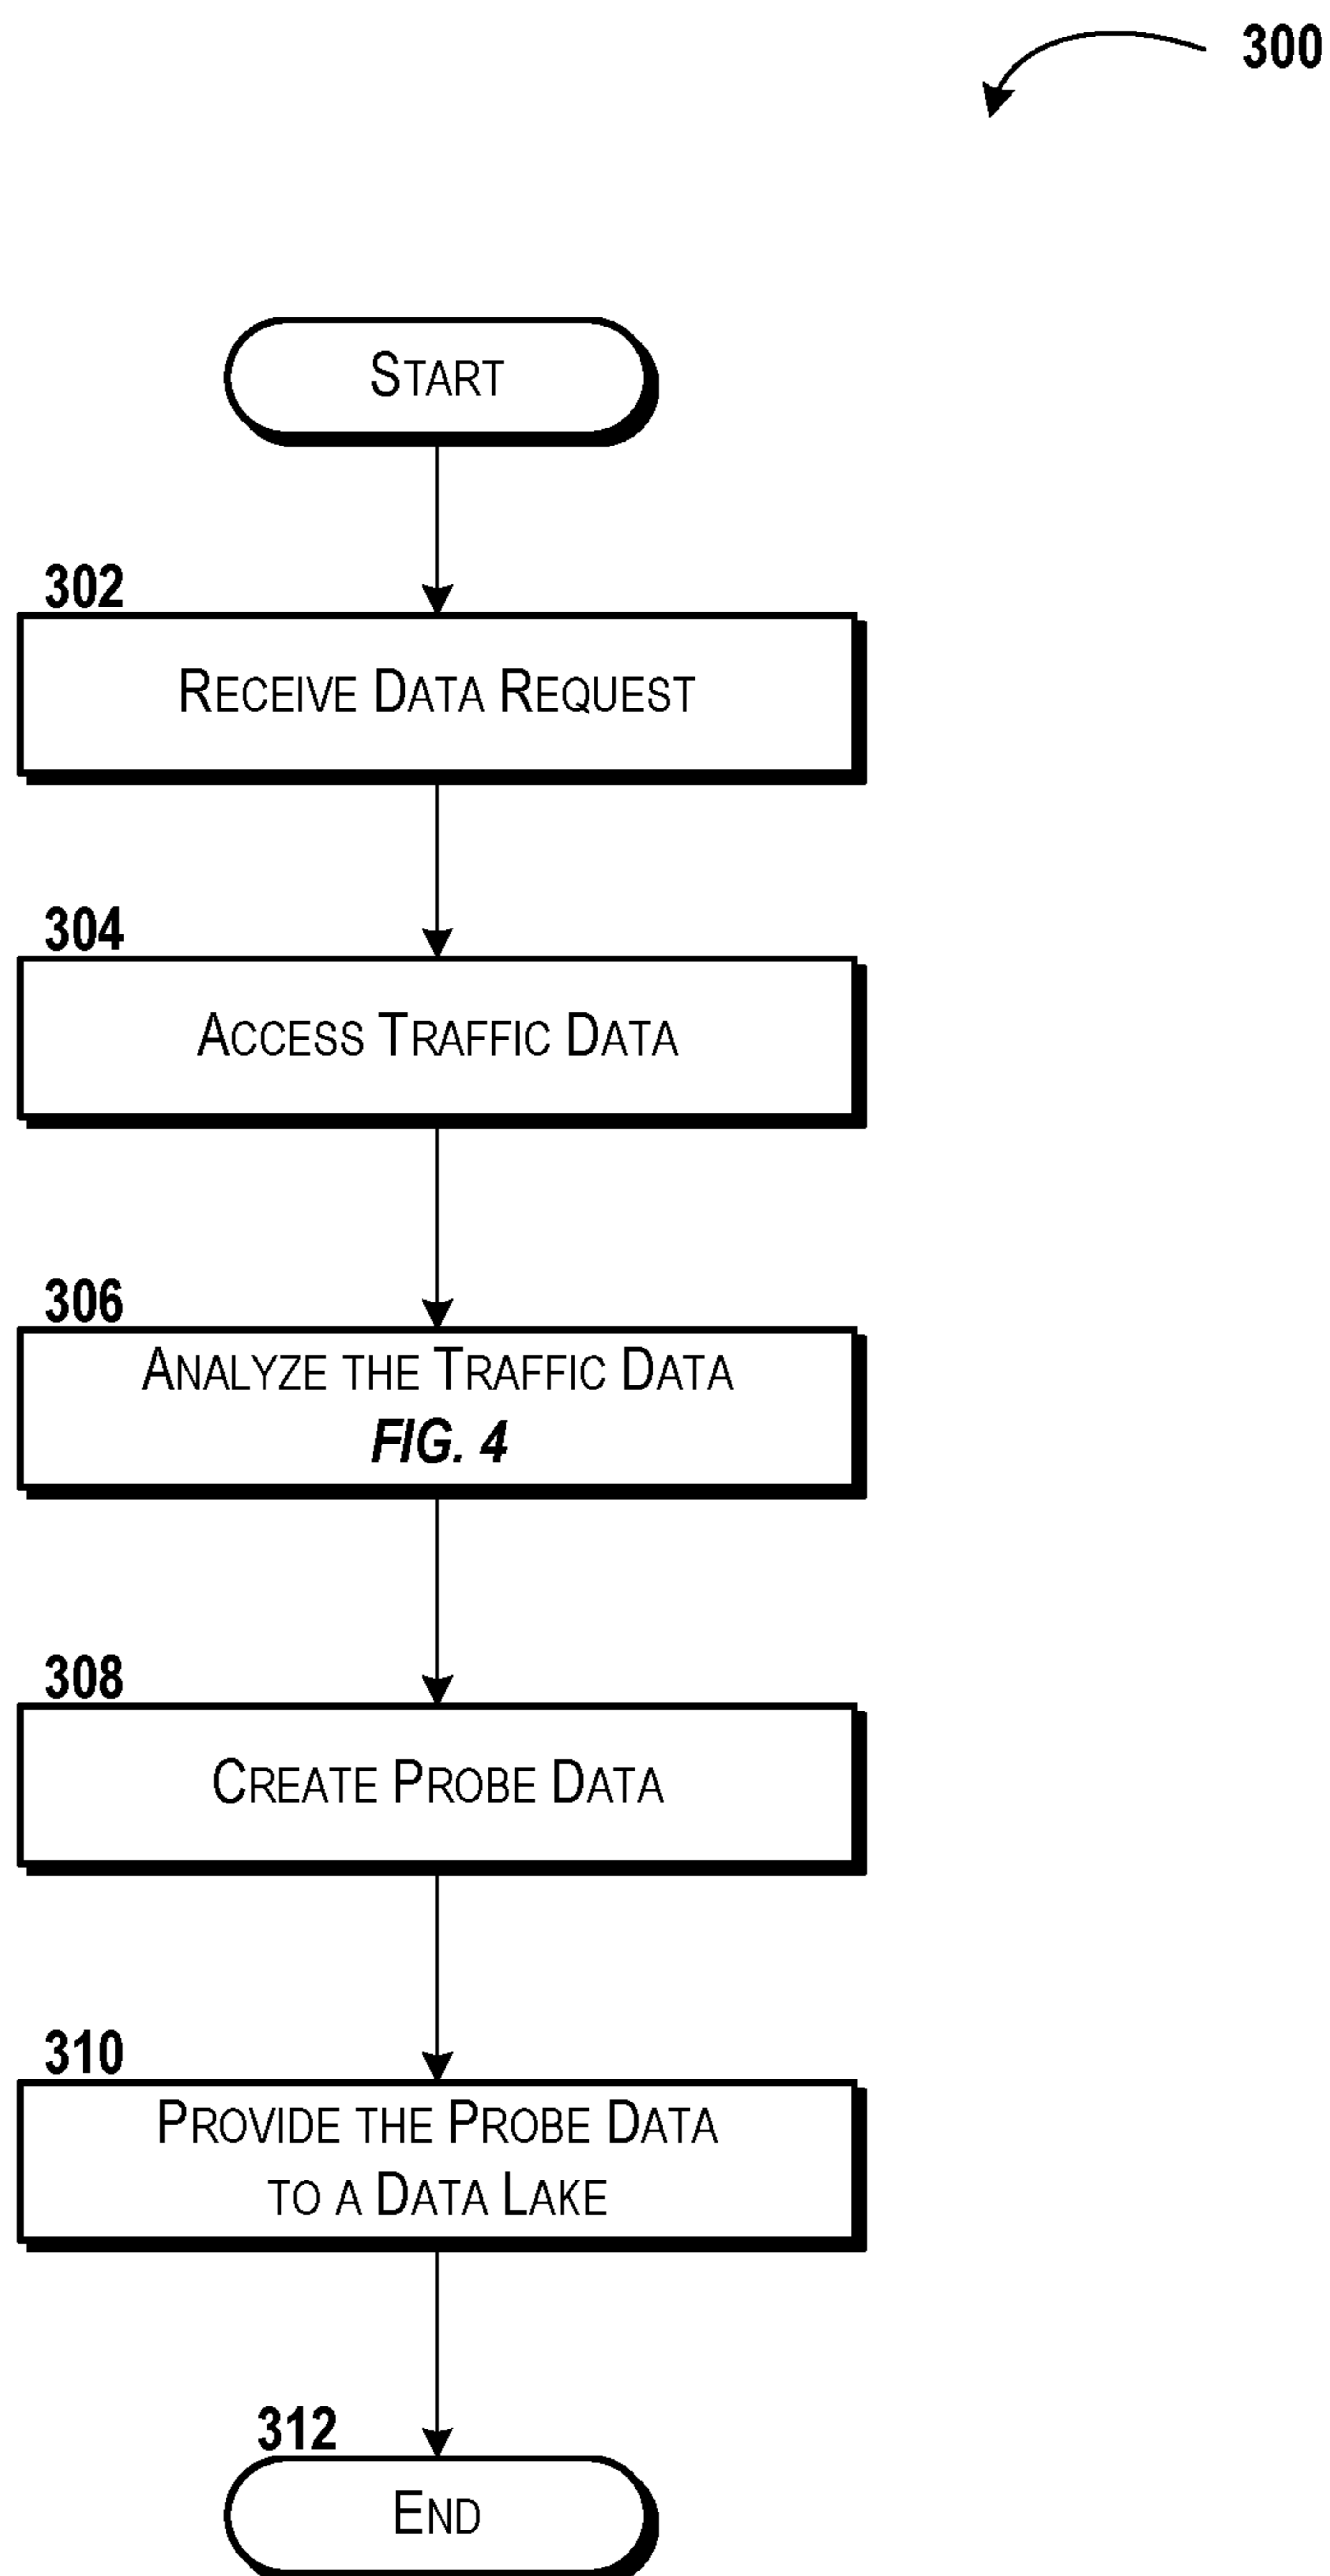 300
START
302
RECEIVE DATA REQUEST
304
ACCESS TRAFFIC DATA
306
ANALYZE THE TRAFFIC DATA
FIG. 4
308
CREATE PROBE DATA
310
PROVIDE THE PROBE DATA
TO A DATA LAKE
312
END